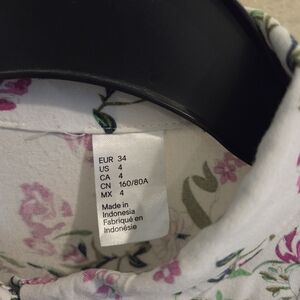 EUR 34
US 4
CA 4
CN 160/80A
MX 4
Made in
Indonesia
Fabriqué en
Indonésie